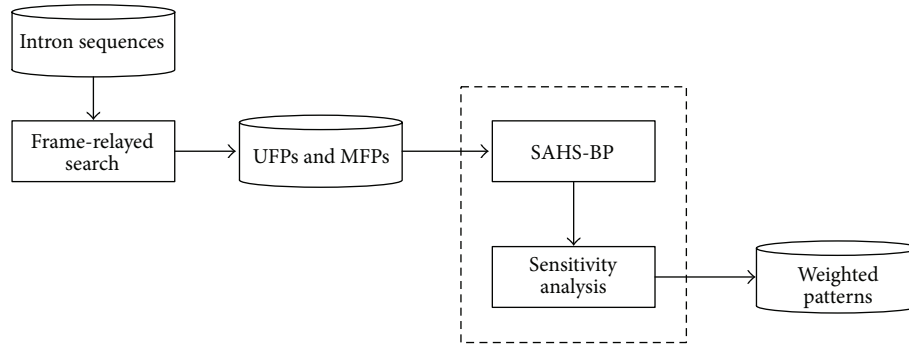 Intron sequences
Frame-relayed
search
UFPs and MFPs
SAHS-BP
Sensitivity
analysis
Weighted
patterns